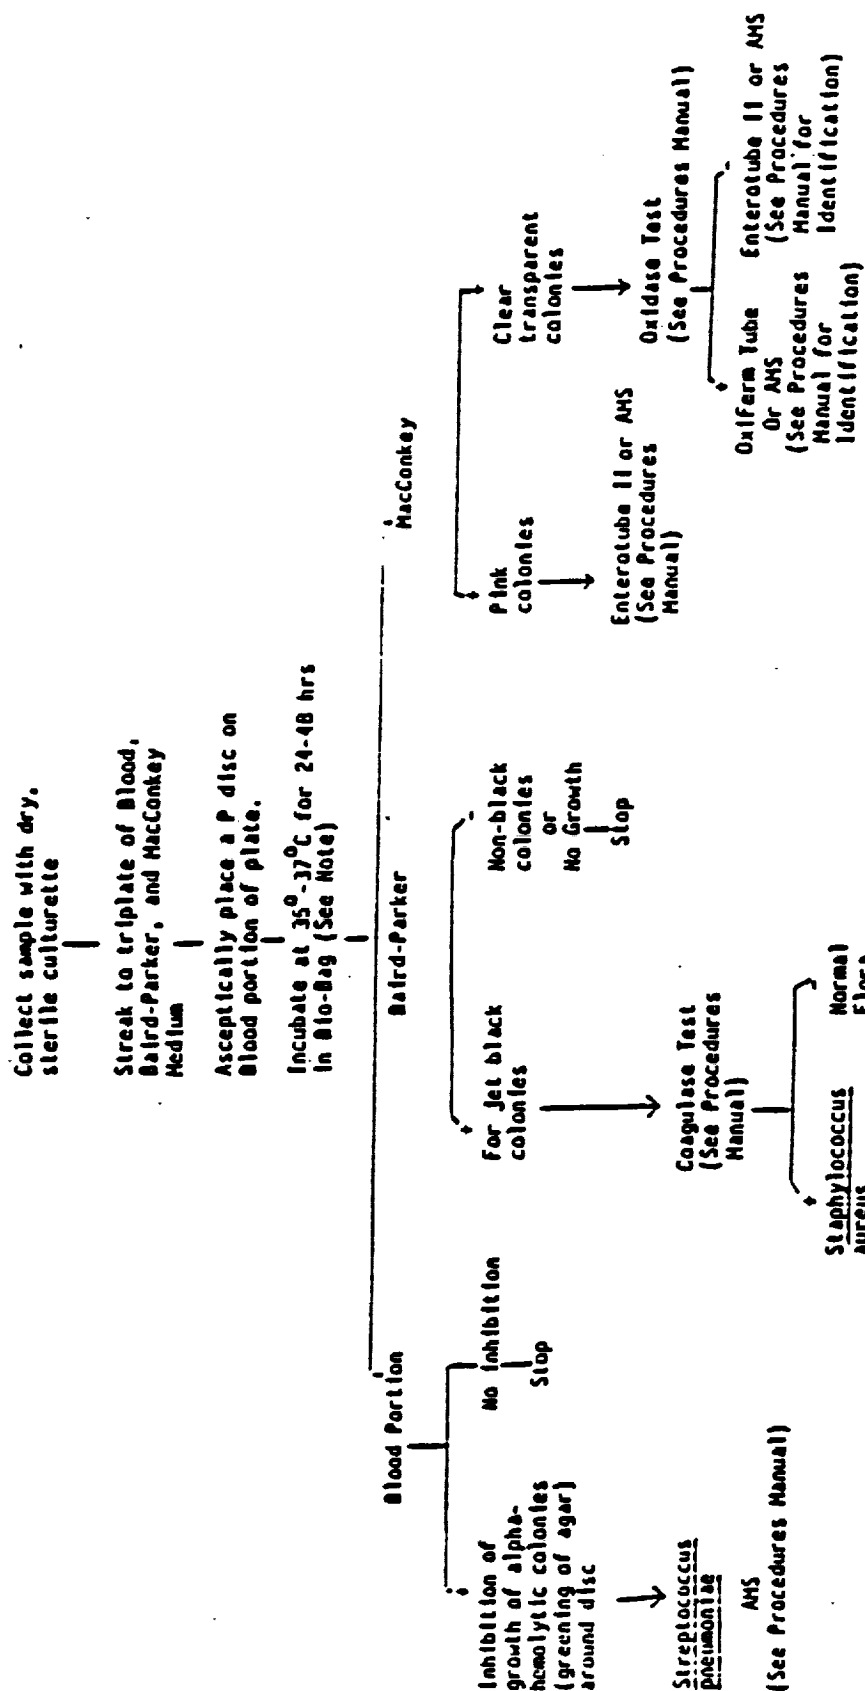 Collect sample with dry,
sterile culturette
Streak to triplate of Blood,
Baird-Parker, and MacConkey
Medium
Asceptically place a P disc on
Blood portion of plate.
Incubate at 35⁰-37⁰C for 24-48 hrs
in Bio-Bag (See Note)
Blood Portion
Baird-Parker
MacConkey
+
Inhibition of
growth of alpha-
hemolytic colonies
(greening of agar)
around disc
Streptococcus
pneumoniae
AMS
(See Procedures Manual)
-
No Inhibition
Stop
+
For jet black
colonies
Coagulase Test
(See Procedures
Manual)
+
Staphylococcus
aureus
-
Normal
Flora
-
Non-black
colonies
or
No Growth
Stop
+
Pink
colonies
Enterotube II or AMS
(See Procedures
Manual)
-
Clear
transparent
colonies
Oxidase Test
(See Procedures Manual)
+
Oxiferm Tube
Or AMS
(See Procedures
Manual for
Identification)
-
Enterotube II or AMS
(See Procedures
Manual for
Identification)